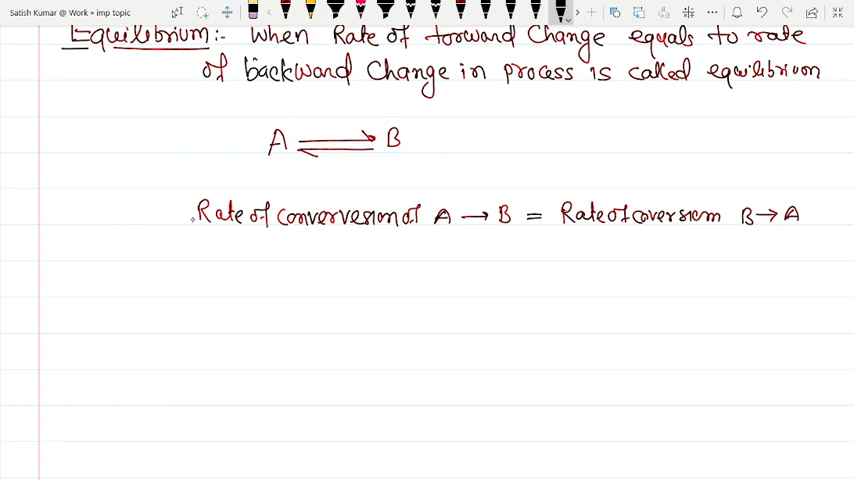 Satish Kumar @ Work » imp topic
Equilibrium:- When Rate of forward Change equals to rate
of backward Change in process is called equilibrium
A ⇌ B
Rate of converversion of A → B = Rate of coversion B → A